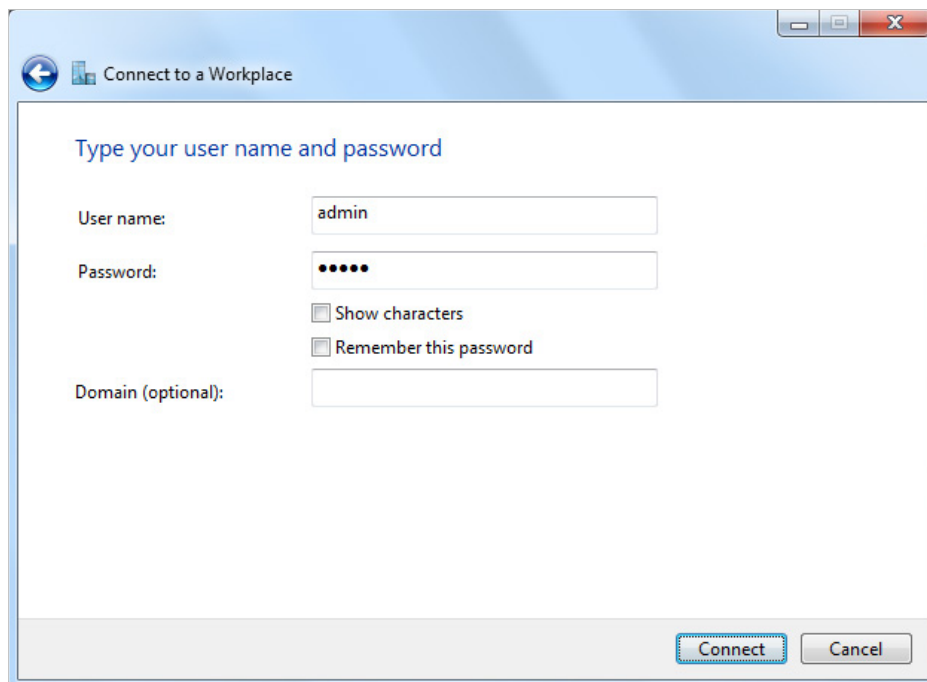 Connect to a Workplace
Type your user name and password
User name: admin
Password: •••••
Show characters
Remember this password
Domain (optional):
Connect Cancel